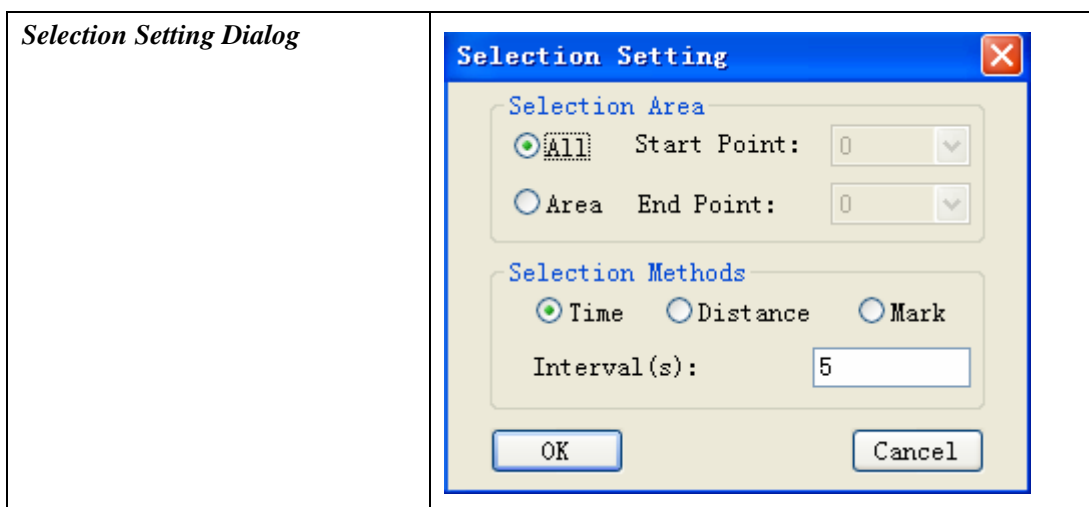 Selection Setting Dialog
Selection Setting
Selection Area
All Start Point: 0
Area End Point: 0
Selection Methods
Time Distance Mark
Interval(s): 5
OK Cancel